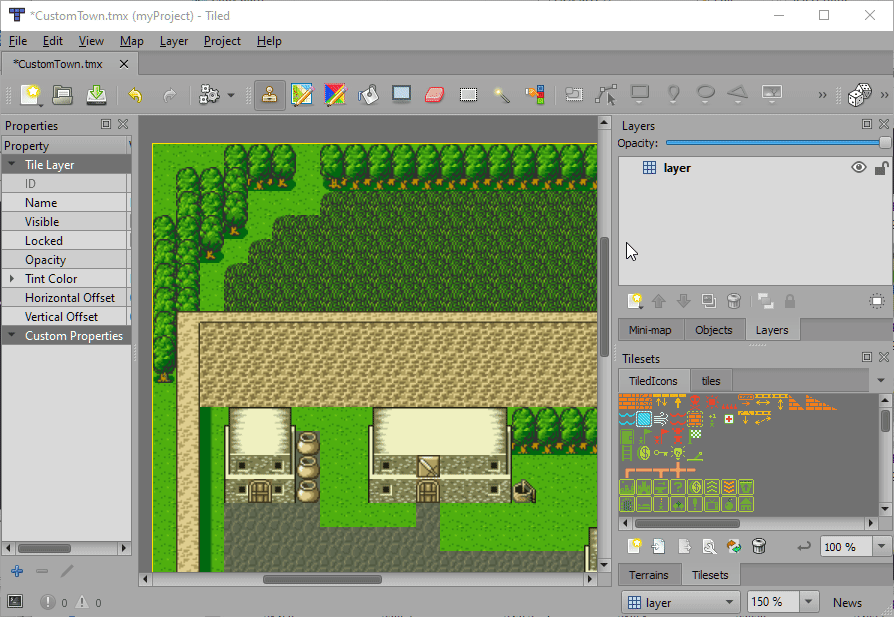 *CustomTown.tmx (myProject) - Tiled
File Edit View Map Layer Project Help
*CustomTown.tmx
Properties
Property
Tile Layer
ID
Name
Visible
Locked
Opacity
Tint Color
Horizontal Offset
Vertical Offset
Custom Properties
Layers
Opacity:
layer
Mini-map Objects Layers
Tilesets
TiledIcons tiles
100 %
Terrains Tilesets
0 0
layer 150 % News